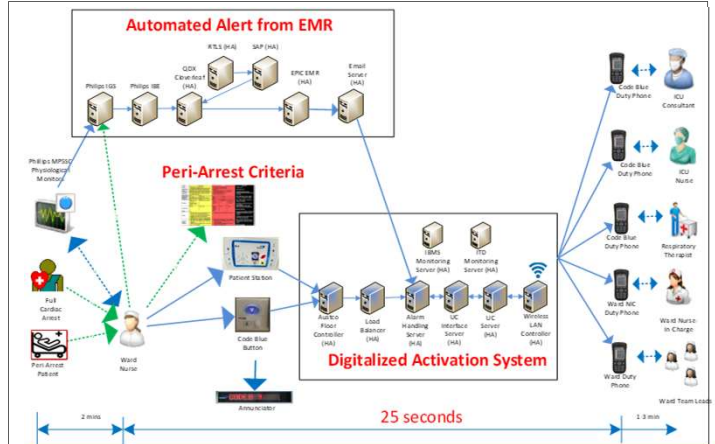 Automated Alert from EMR
RTLS (HA)
SAP (HA)
QDX
Cloverleaf
(HA)
Email
Server
(HA)
Philips IGS
Philips IBE
EPIC EMR
(HA)
Philips MP5SC
Physiological
Monitors
Peri-Arrest Criteria
Full
Cardiac
Arrest
Peri-Arrest
Patient
Ward
Nurse
Patient Station
Code Blue
Button
Annunciator
IBMS
Monitoring
Server (HA)
ITD
Monitoring
Server (HA)
Austco
Floor
Controller
(HA)
Load
Balancer
(HA)
Alarm
Handling
Server
(HA)
UC
Interface
Server
(HA)
UC
Server
(HA)
Wireless
LAN
Controller
(HA)
Digitalized Activation System
Code Blue
Duty Phone
ICU
Consultant
Code Blue
Duty Phone
ICU
Nurse
Code Blue
Duty Phone
Respiratory
Therapist
Ward NIC
Duty Phone
Ward Nurse
In Charge
Ward Duty
Phone
Ward Team Leads
2 mins
25 seconds
1-3 min